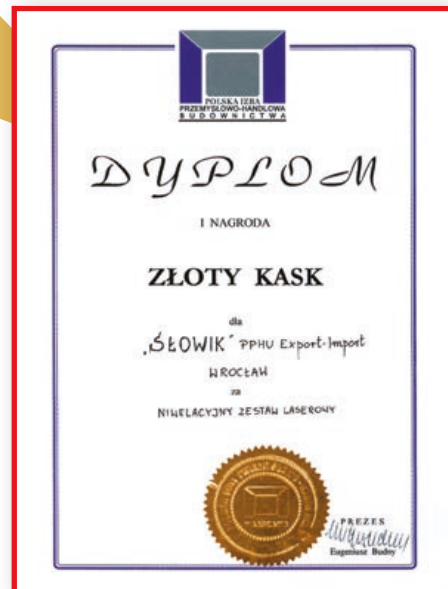 POLSKA IZBA
PRZEMYSŁOWO-HANDLOWA
BUDOWNICTWA
DYPLOM
I NAGRODA
ZŁOTY KASK
dla
„SŁOWIK" PPHU Export-Import
WROCŁAW
za
NIWELACYJNY ZESTAW LASEROWY
PREZES
Eugeniusz Budny